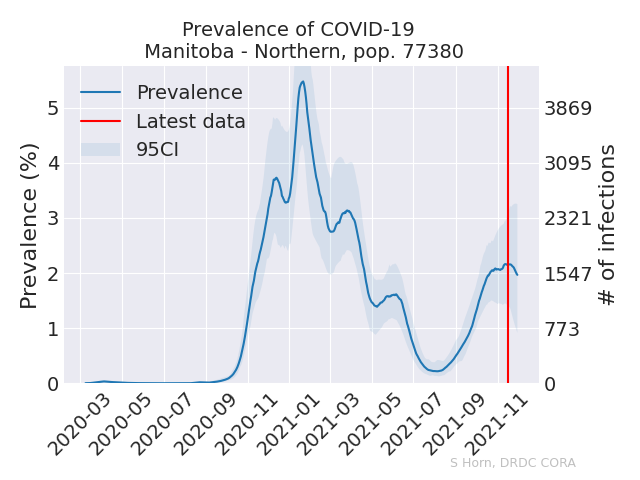 Prevalence of COVID-19
Manitoba - Northern, pop. 77380
Prevalence
Latest data
95CI
Prevalence (%)
5
4
3
2
1
0
3869
3095
2321
1547
773
0
# of infections
2020-03
2020-05
2020-07
2020-09
2020-11
2021-01
2021-03
2021-05
2021-07
2021-09
2021-11
S Horn, DRDC CORA